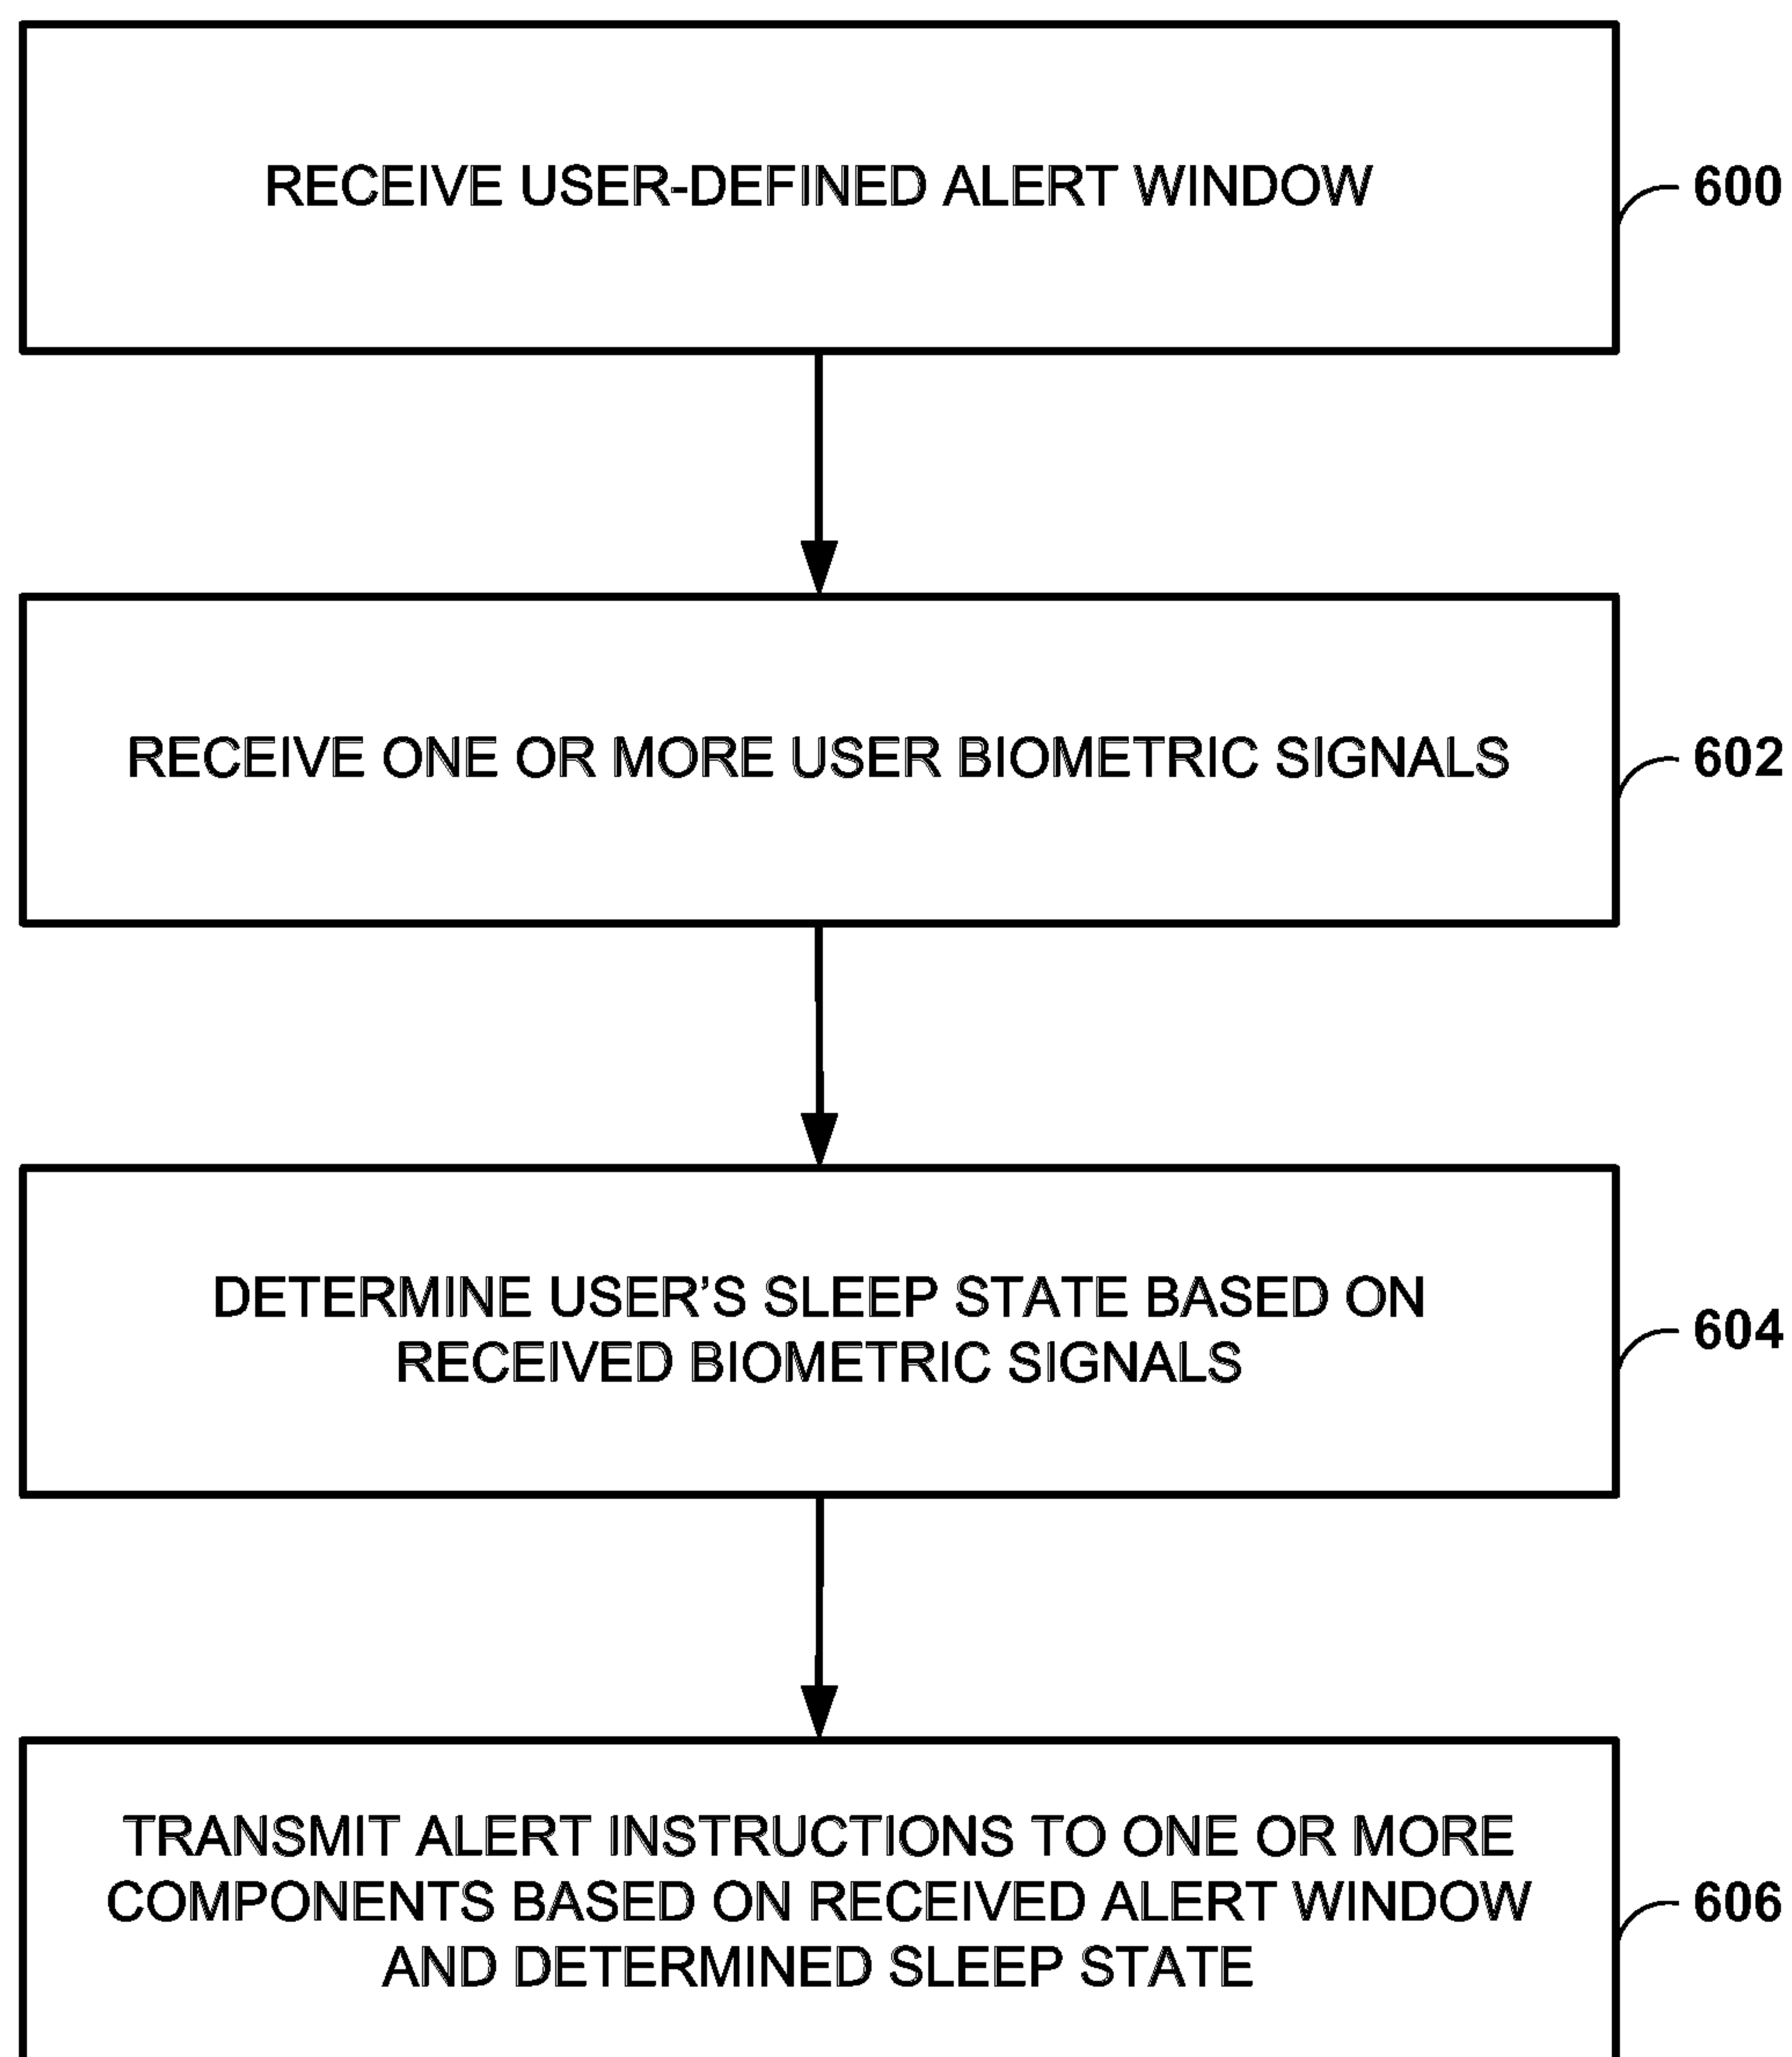 RECEIVE USER-DEFINED ALERT WINDOW
600
RECEIVE ONE OR MORE USER BIOMETRIC SIGNALS
602
DETERMINE USER’S SLEEP STATE BASED ON
RECEIVED BIOMETRIC SIGNALS
604
TRANSMIT ALERT INSTRUCTIONS TO ONE OR MORE
COMPONENTS BASED ON RECEIVED ALERT WINDOW
AND DETERMINED SLEEP STATE
606